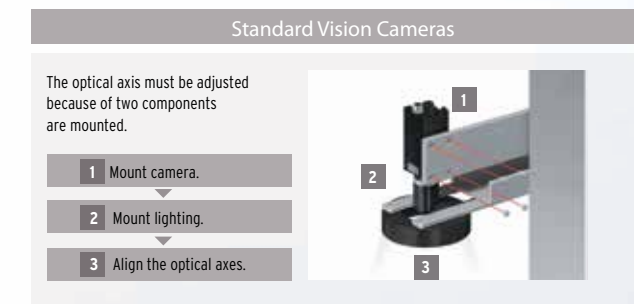 Standard Vision Cameras
The optical axis must be adjusted
because of two components
are mounted.
1 Mount camera.
2 Mount lighting.
3 Align the optical axes.
1
2
3